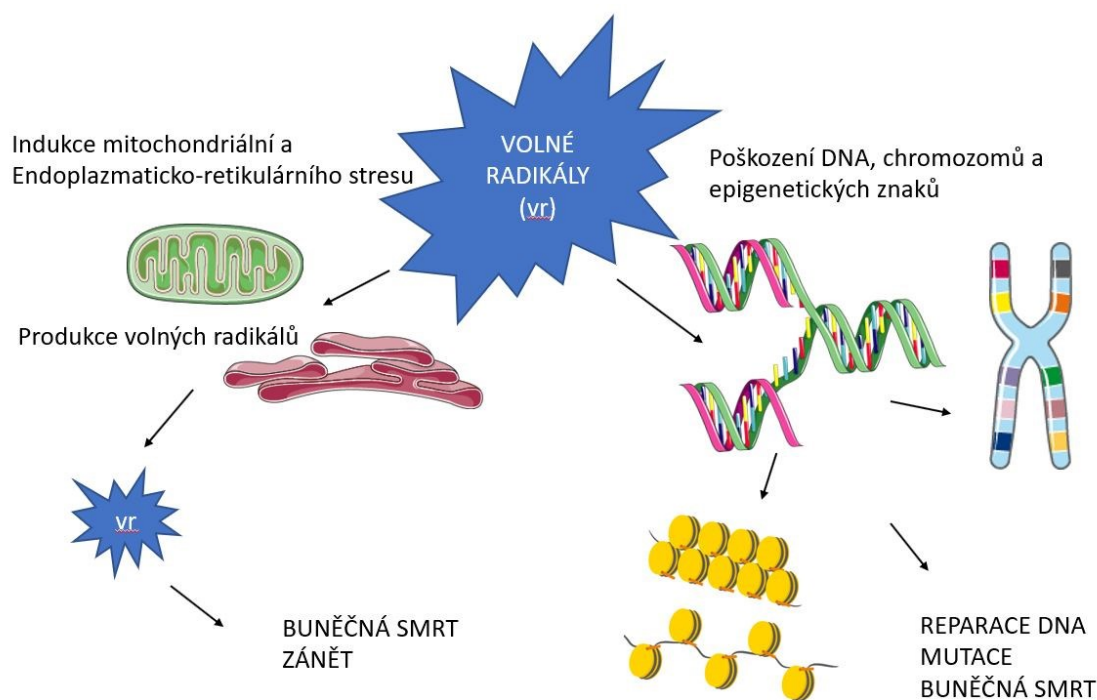 VOLNÉ
RADIKÁLY
(vr)
Indukce mitochondriální a
Endoplazmaticko-retikulárního stresu
Produkce volných radikálů
vr
BUNĚČNÁ SMRT
ZÁNĚT
Poškození DNA, chromozomů a
epigenetických znaků
REPARACE DNA
MUTACE
BUNĚČNÁ SMRT